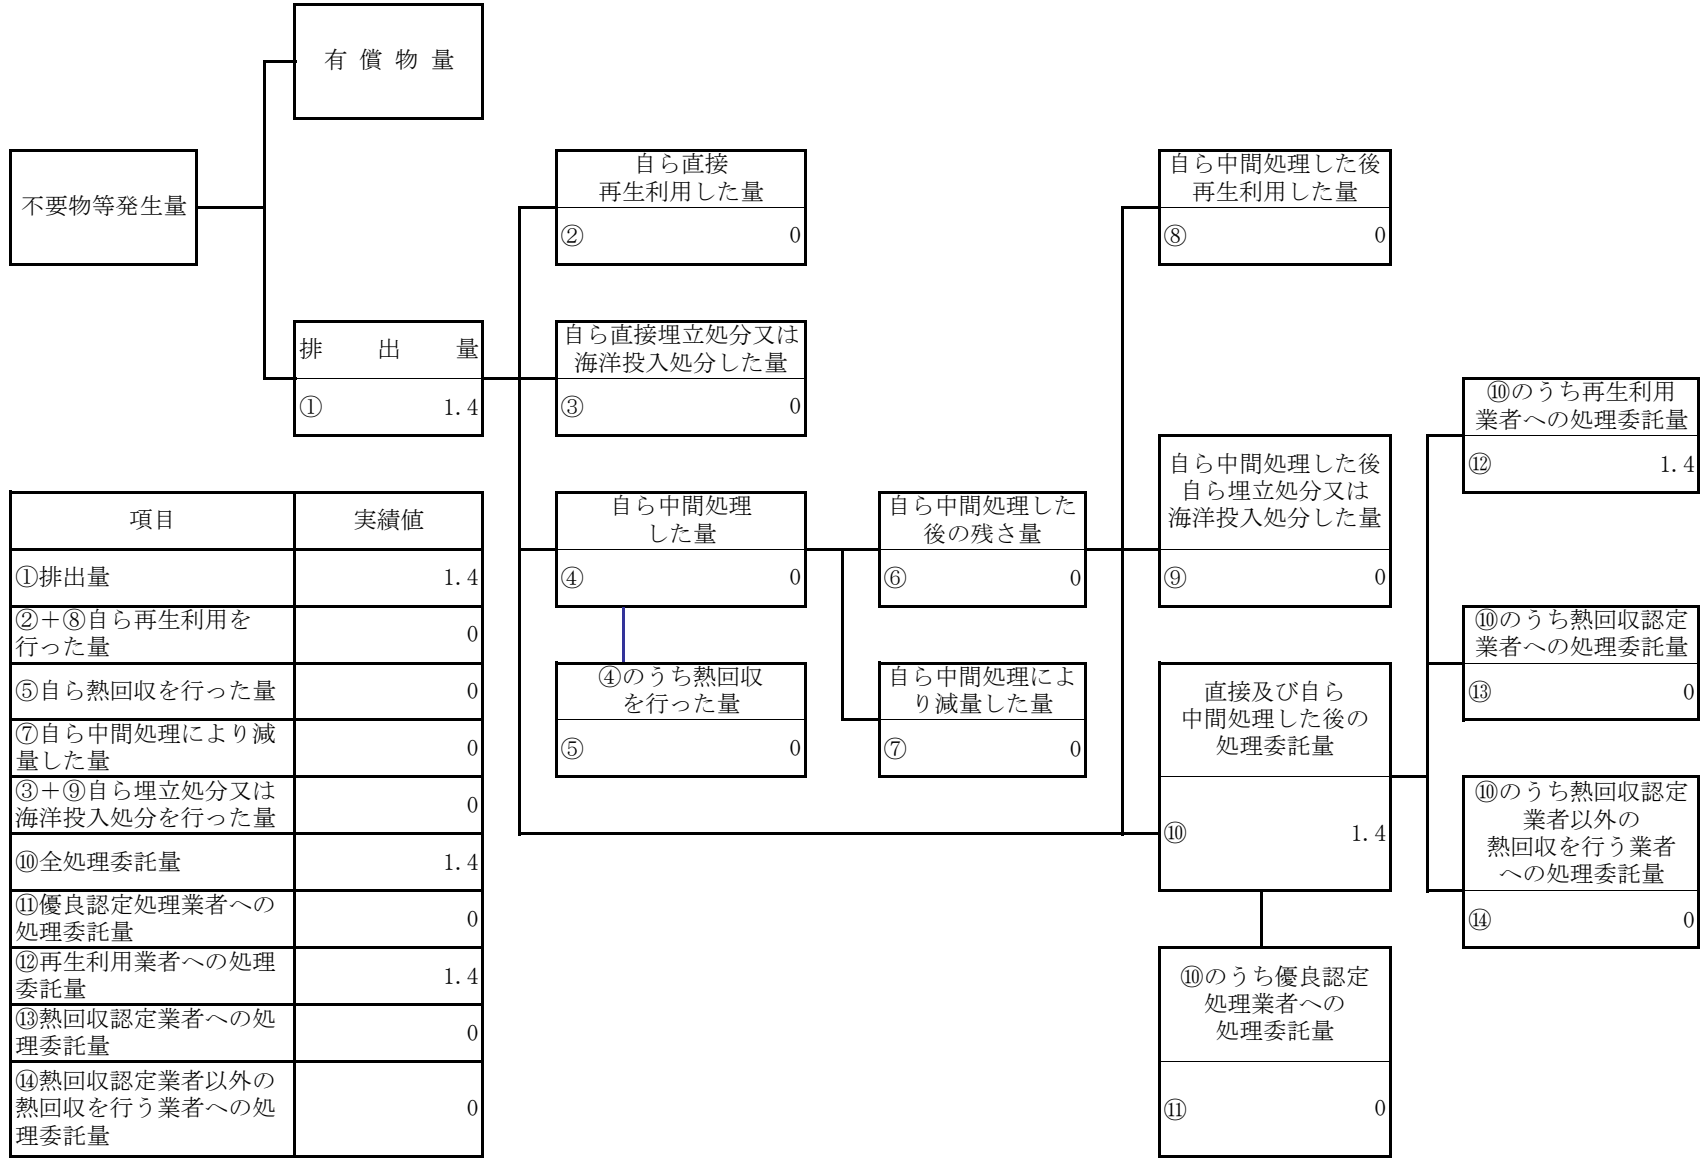 有償物量
不要物等発生量
排出量
① 1.4
自ら直接
再生利用した量
② 0
自ら直接埋立処分又は
海洋投入処分した量
③ 0
自ら中間処理
した量
④ 0
④のうち熱回収
を行った量
⑤ 0
自ら中間処理した
後の残さ量
⑥ 0
自ら中間処理によ
り減量した量
⑦ 0
自ら中間処理した後
再生利用した量
⑧ 0
自ら中間処理した後
自ら埋立処分又は
海洋投入処分した量
⑨ 0
直接及び自ら
中間処理した後の
処理委託量
⑩ 1.4
⑩のうち優良認定
処理業者への
処理委託量
⑪ 0
⑩のうち再生利用
業者への処理委託量
⑫ 1.4
⑩のうち熱回収認定
業者への処理委託量
⑬ 0
⑩のうち熱回収認定
業者以外の
熱回収を行う業者
への処理委託量
⑭ 0
項目 実績値
①排出量 1.4
②＋⑧自ら再生利用を
行った量 0
⑤自ら熱回収を行った量 0
⑦自ら中間処理により減
量した量 0
③＋⑨自ら埋立処分又は
海洋投入処分を行った量 0
⑩全処理委託量 1.4
⑪優良認定処理業者への
処理委託量 0
⑫再生利用業者への処理
委託量 1.4
⑬熱回収認定業者への処
理委託量 0
⑭熱回収認定業者以外の
熱回収を行う業者への処
理委託量 0